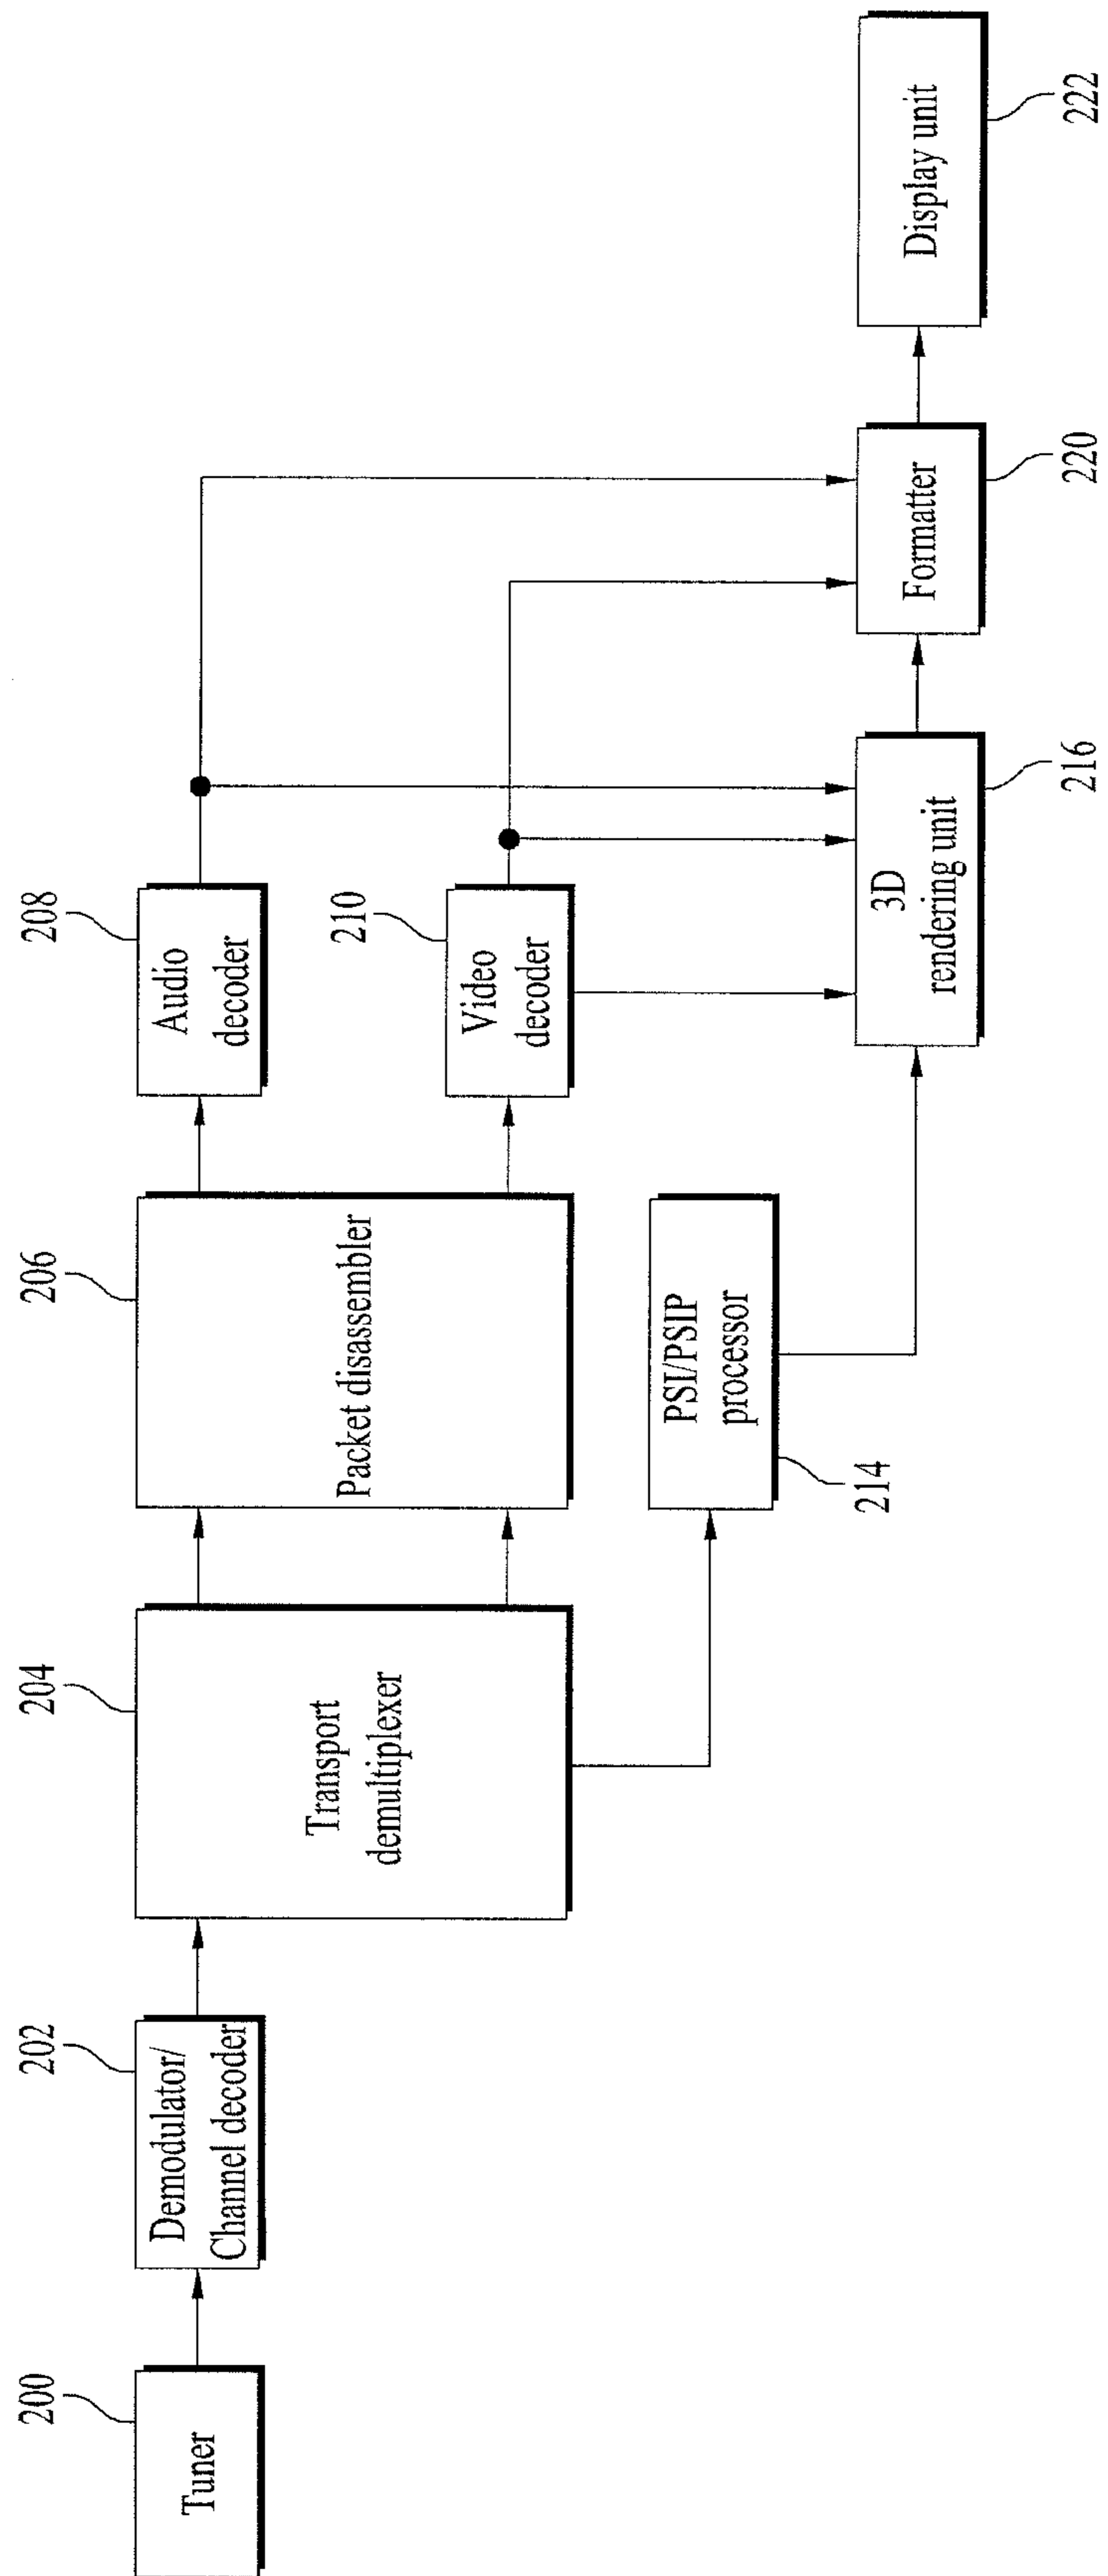 200
Tuner
202
Demodulator/
Channel decoder
204
Transport
demultiplexer
206
Packet disassembler
208
Audio
decoder
210
Video
decoder
PSI/PSIP
processor
214
3D
rendering unit
216
Formatter
220
Display unit
222